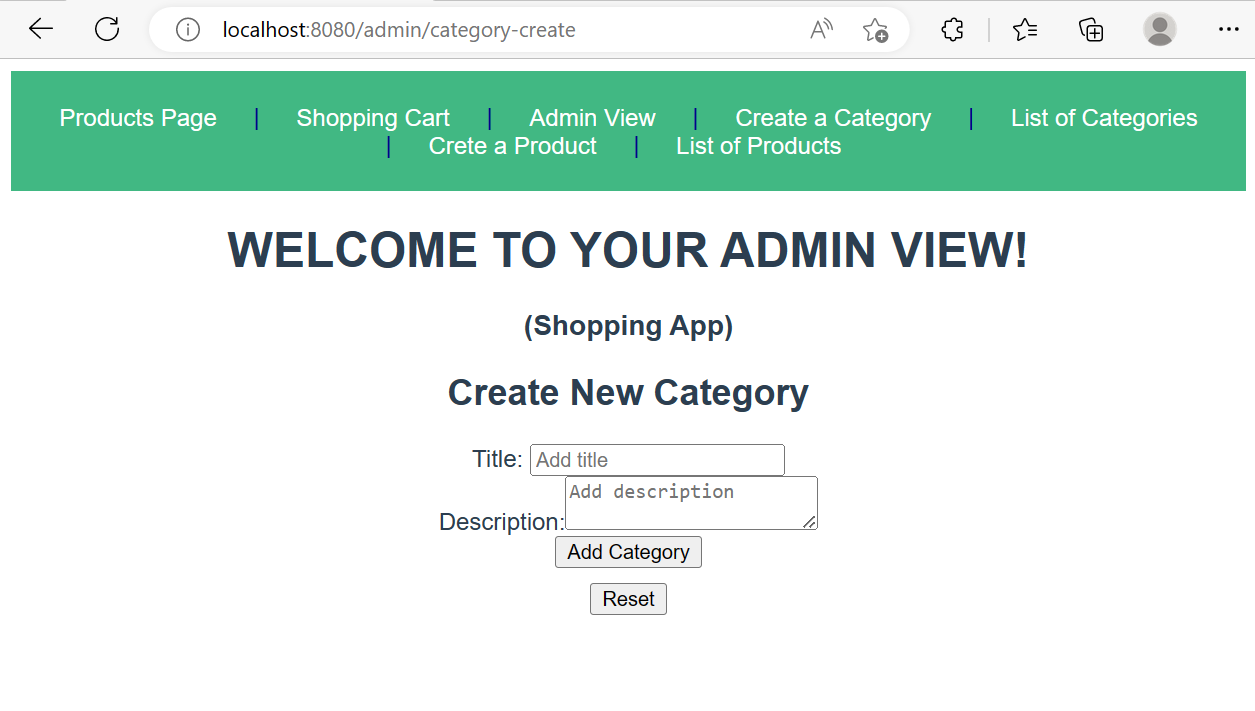 localhost:8080/admin/category-create
Products Page | Shopping Cart | Admin View | Create a Category | List of Categories
| Crete a Product | List of Products
WELCOME TO YOUR ADMIN VIEW!
(Shopping App)
Create New Category
Title: Add title
Add description
Description:
Add Category
Reset